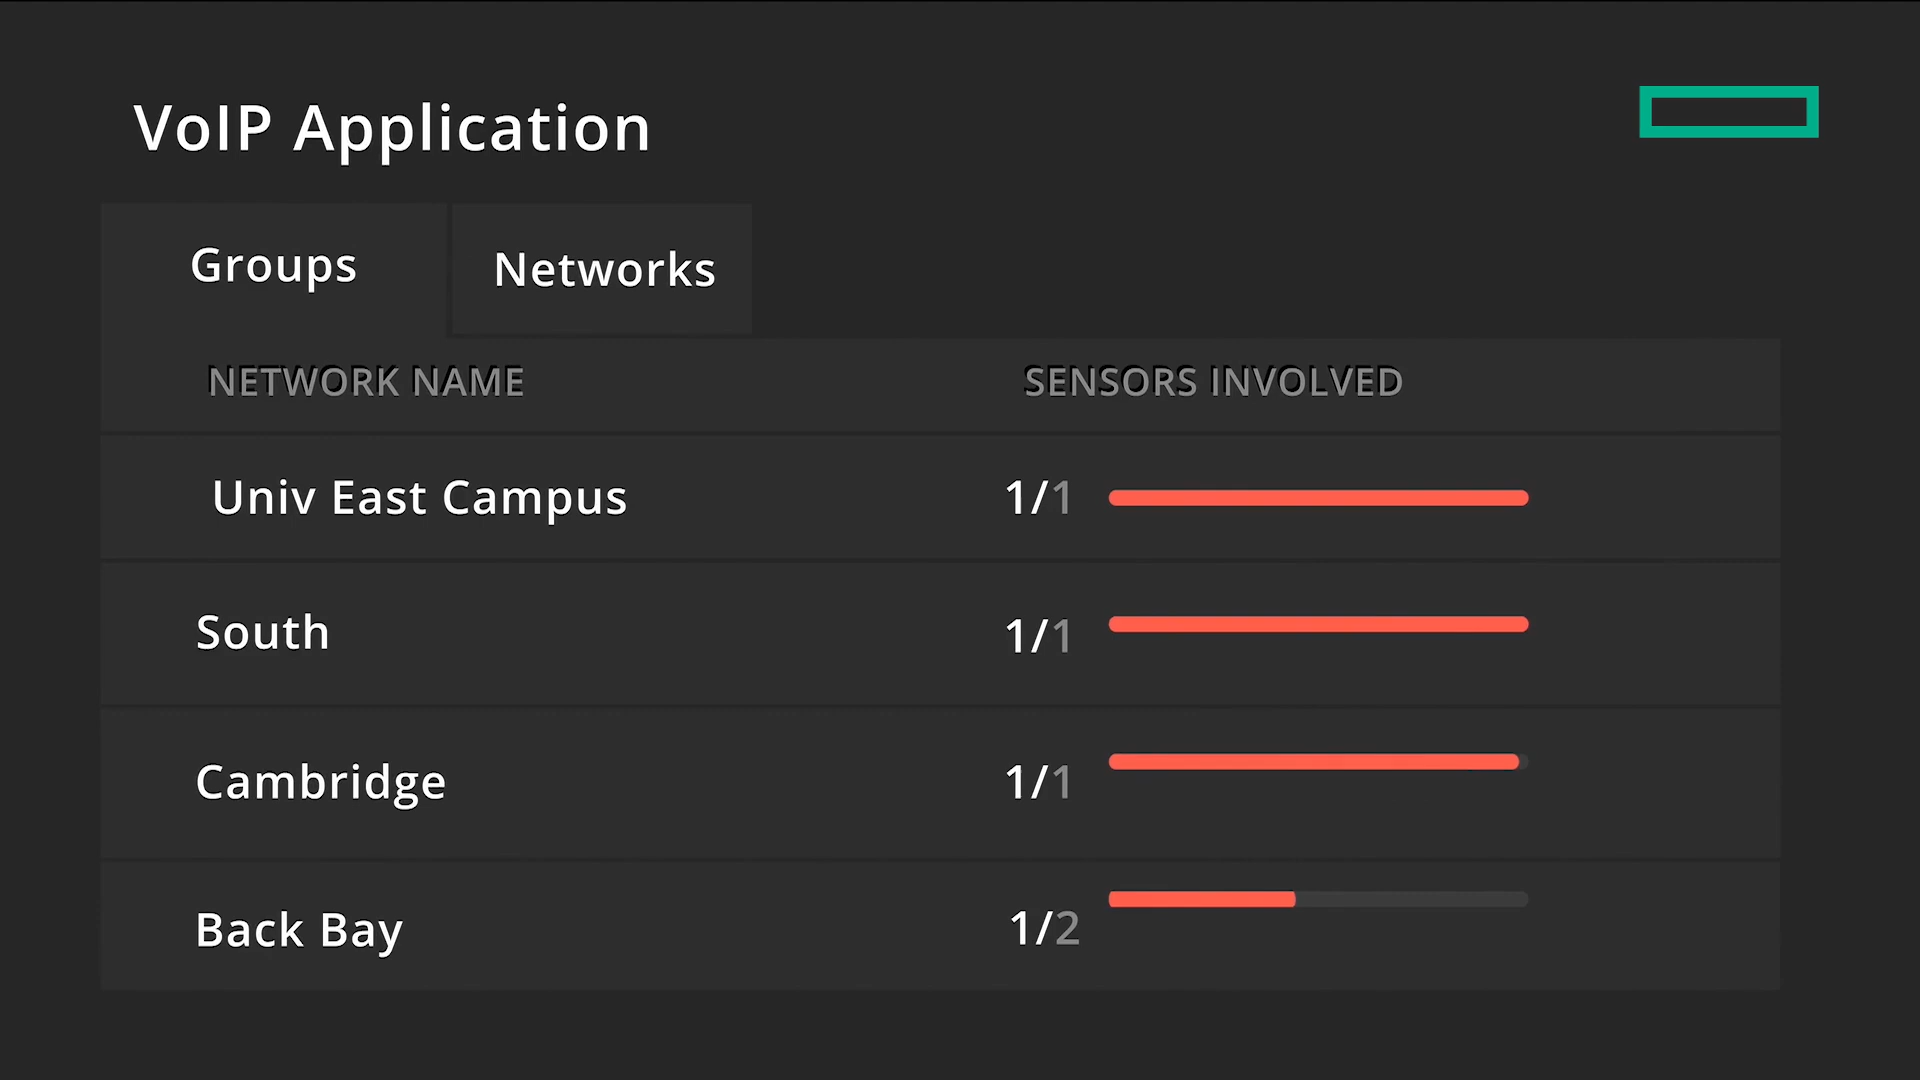 VoIP Application
Groups Networks
NETWORK NAME SENSORS INVOLVED
Univ East Campus 1/1
South 1/1
Cambridge 1/1
Back Bay 1/2